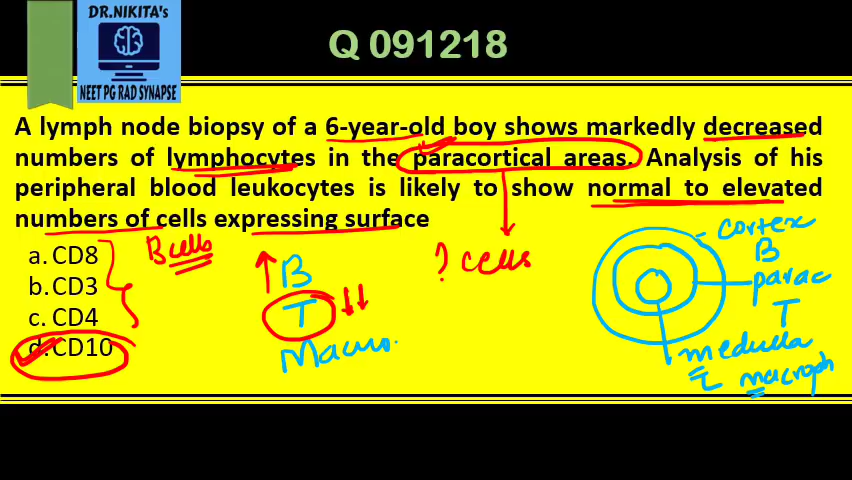 DR.NIKITA's
NEET PG RAD SYNAPSE
Q 091218
A lymph node biopsy of a 6-year-old boy shows markedly decreased
numbers of lymphocytes in the paracortical areas. Analysis of his
peripheral blood leukocytes is likely to show normal to elevated
numbers of cells expressing surface
a. CD8
b. CD3
c. CD4
d. CD10
B cells
B
T
Macro.
? cells
cortex
B
parac
T
medulla
macroph